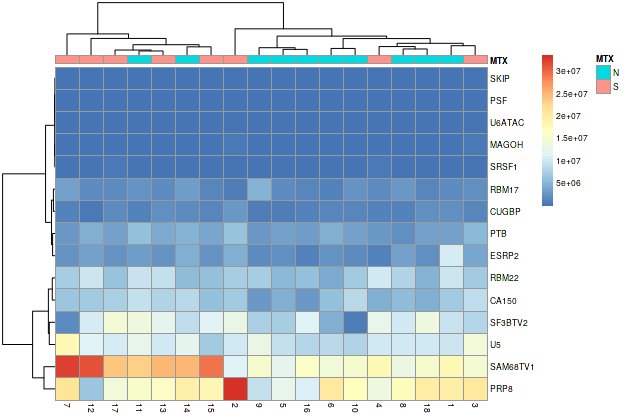 MTX
SKIP
PSF
U6ATAC
MAGOH
SRSF1
RBM17
CUGBP
PTB
ESRP2
RBM22
CA150
SF3BTV2
U5
SAM68TV1
PRP8
7 12 17 11 13 14 15 2 9 5 16 6 10 4 8 18 1 3
3e+07
2.5e+07
2e+07
1.5e+07
1e+07
5e+06
MTX
N
S